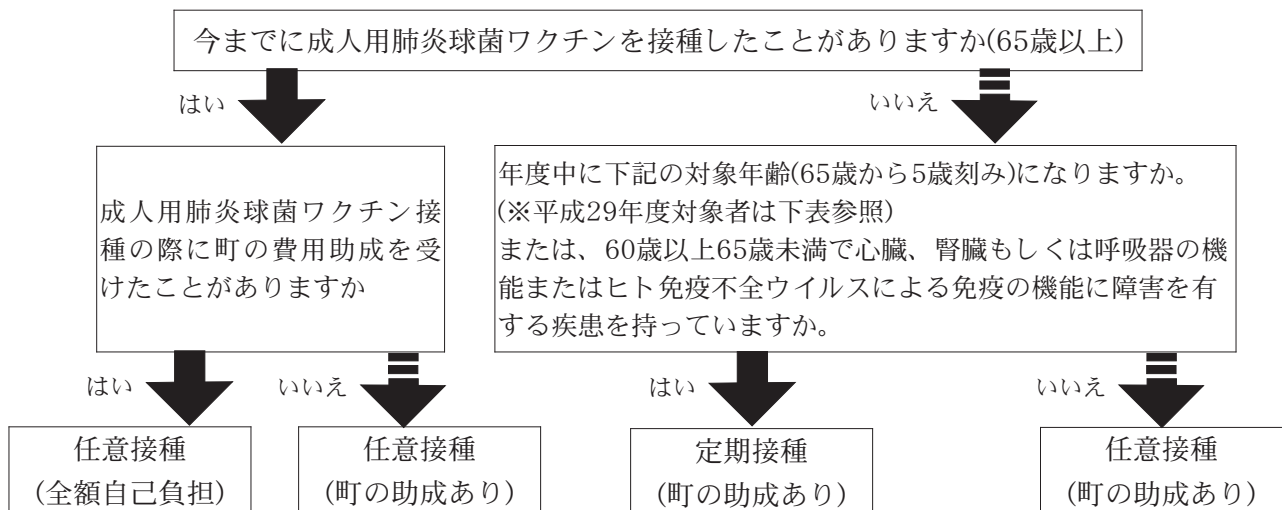 今までに成人用肺炎球菌ワクチンを接種したことがありますか(65歳以上)
はい
いいえ
成人用肺炎球菌ワクチン接
種の際に町の費用助成を受
けたことがありますか
年度中に下記の対象年齢(65歳から5歳刻み)になりますか。
(※平成29年度対象者は下表参照)
または、60歳以上65歳未満で心臓、腎臓もしくは呼吸器の機
能またはヒト免疫不全ウイルスによる免疫の機能に障害を有
する疾患を持っていますか。
はい
いいえ
はい
いいえ
任意接種
(全額自己負担)
任意接種
(町の助成あり)
定期接種
(町の助成あり)
任意接種
(町の助成あり)